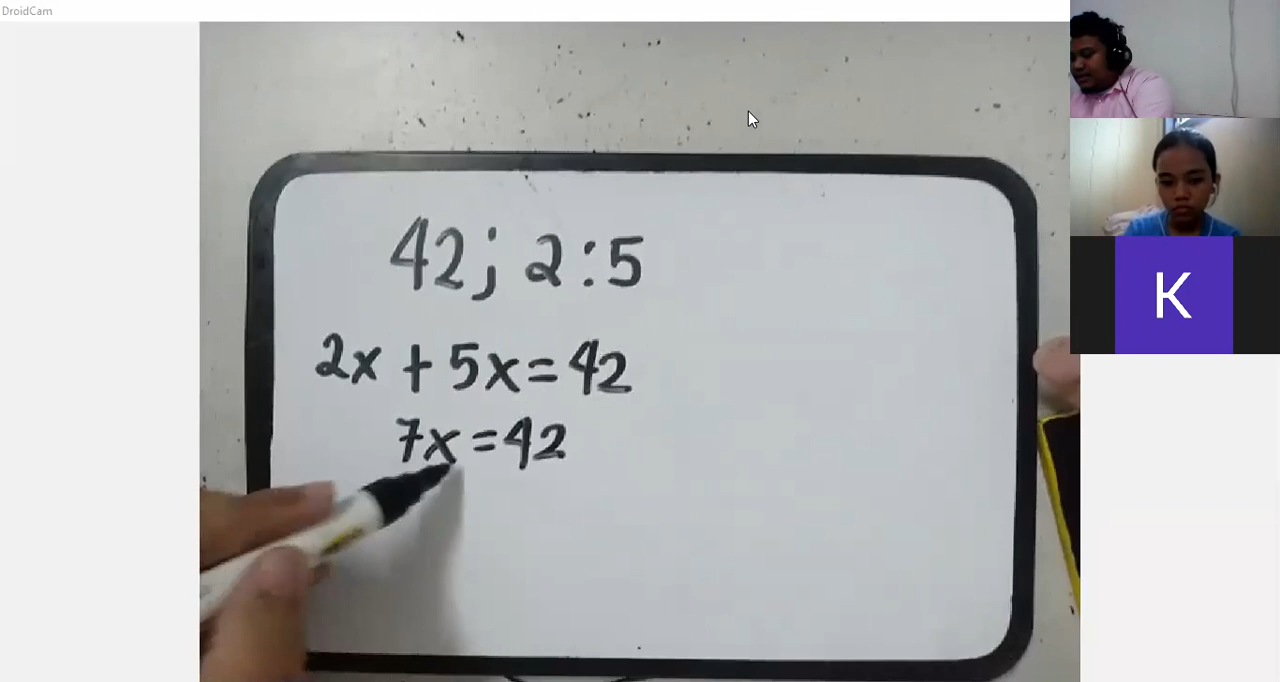 DroidCam
42; 2:5
2x + 5x = 42
7x = 42
K